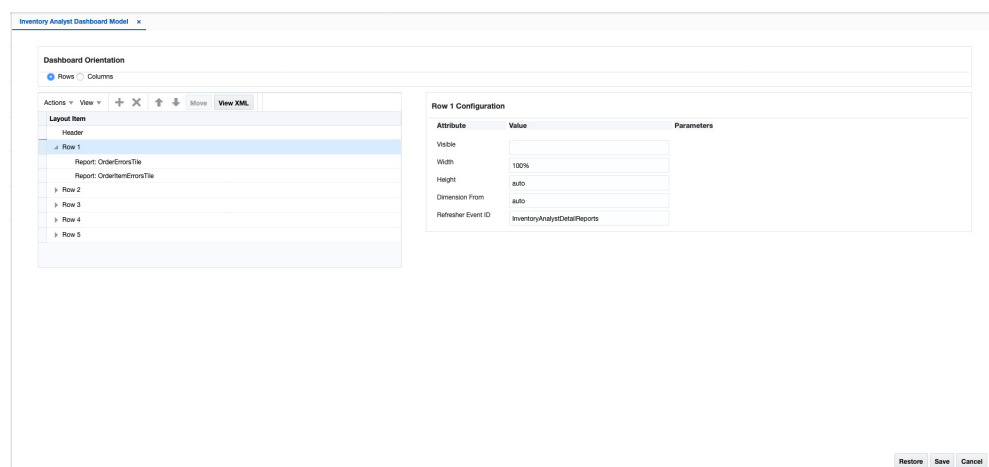 Inventory Analyst Dashboard Model ×
Dashboard Orientation
Rows Columns
Actions View Move View XML
Layout Item
Header
Row 1
Report: OrderErrorsTile
Report: OrderItemErrorsTile
Row 2
Row 3
Row 4
Row 5
Row 1 Configuration
Attribute Value Parameters
Visible
Width 100%
Height auto
Dimension From auto
Refresher Event ID InventoryAnalystDetailReports
Restore Save Cancel